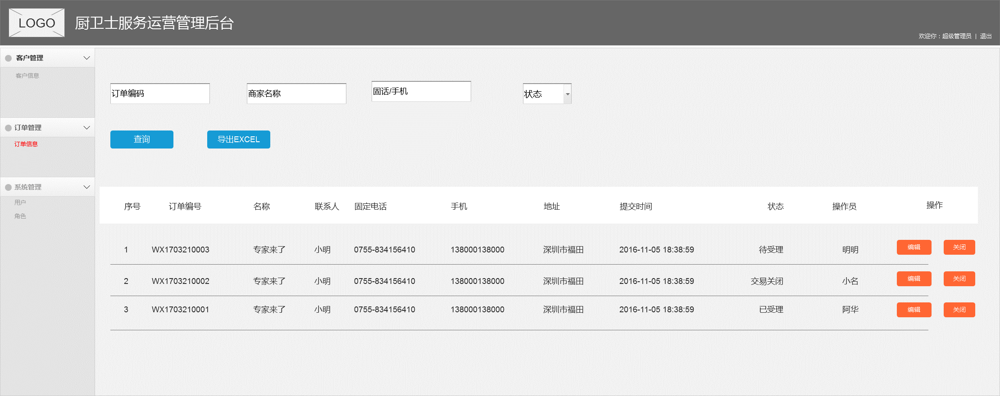 LOGO 厨卫士服务运营管理后台
欢迎你：超级管理员 | 退出
客户管理
客户信息
订单管理
订单信息
系统管理
用户
角色
订单编码 商家名称 固话/手机 状态
查询 导出EXCEL
序号 订单编号 名称 联系人 固定电话 手机 地址 提交时间 状态 操作员 操作
1 WX1703210003 专家来了 小明 0755-834156410 138000138000 深圳市福田 2016-11-05 18:38:59 待受理 明明 编辑 关闭
2 WX1703210002 专家来了 小明 0755-834156410 138000138000 深圳市福田 2016-11-05 18:38:59 交易关闭 小名 编辑 关闭
3 WX1703210001 专家来了 小明 0755-834156410 138000138000 深圳市福田 2016-11-05 18:38:59 已受理 阿华 编辑 关闭